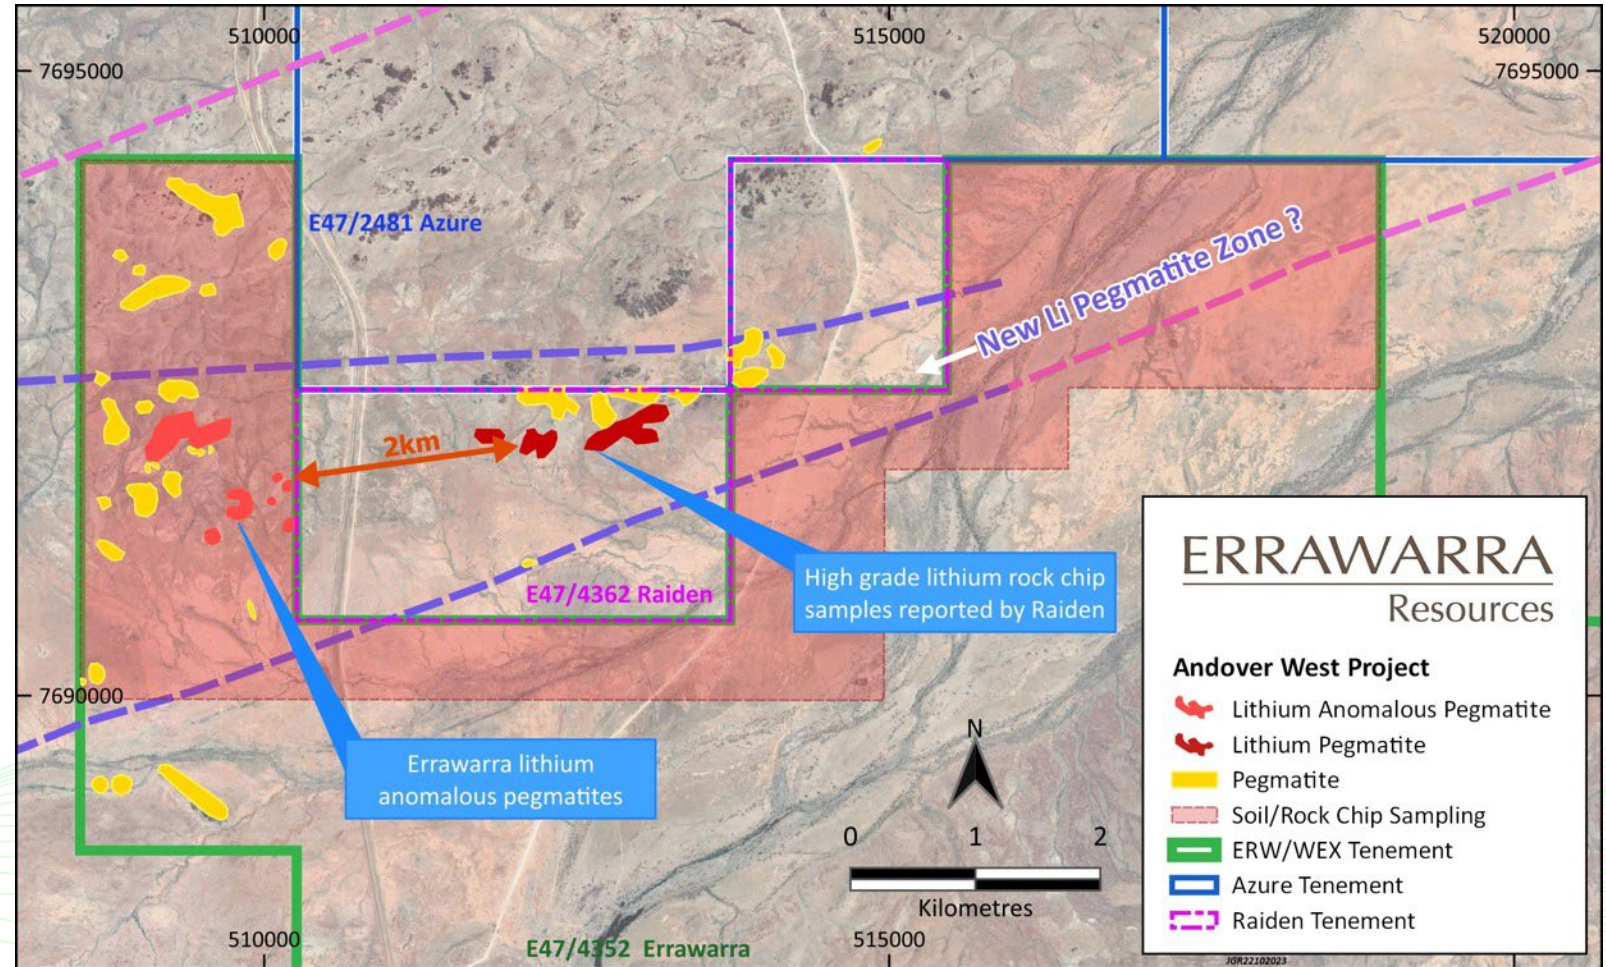 510000
515000
520000
7695000
7695000
E47/2481 Azure
New Li Pegmatite Zone ?
2km
E47/4362 Raiden
High grade lithium rock chip
samples reported by Raiden
7690000
Errawarra lithium
anomalous pegmatites
N
0 1 2
Kilometres
510000
515000
E47/4352 Errawarra
ERRAWARRA
Resources
Andover West Project
Lithium Anomalous Pegmatite
Lithium Pegmatite
Pegmatite
Soil/Rock Chip Sampling
ERW/WEX Tenement
Azure Tenement
Raiden Tenement
JGR22102023